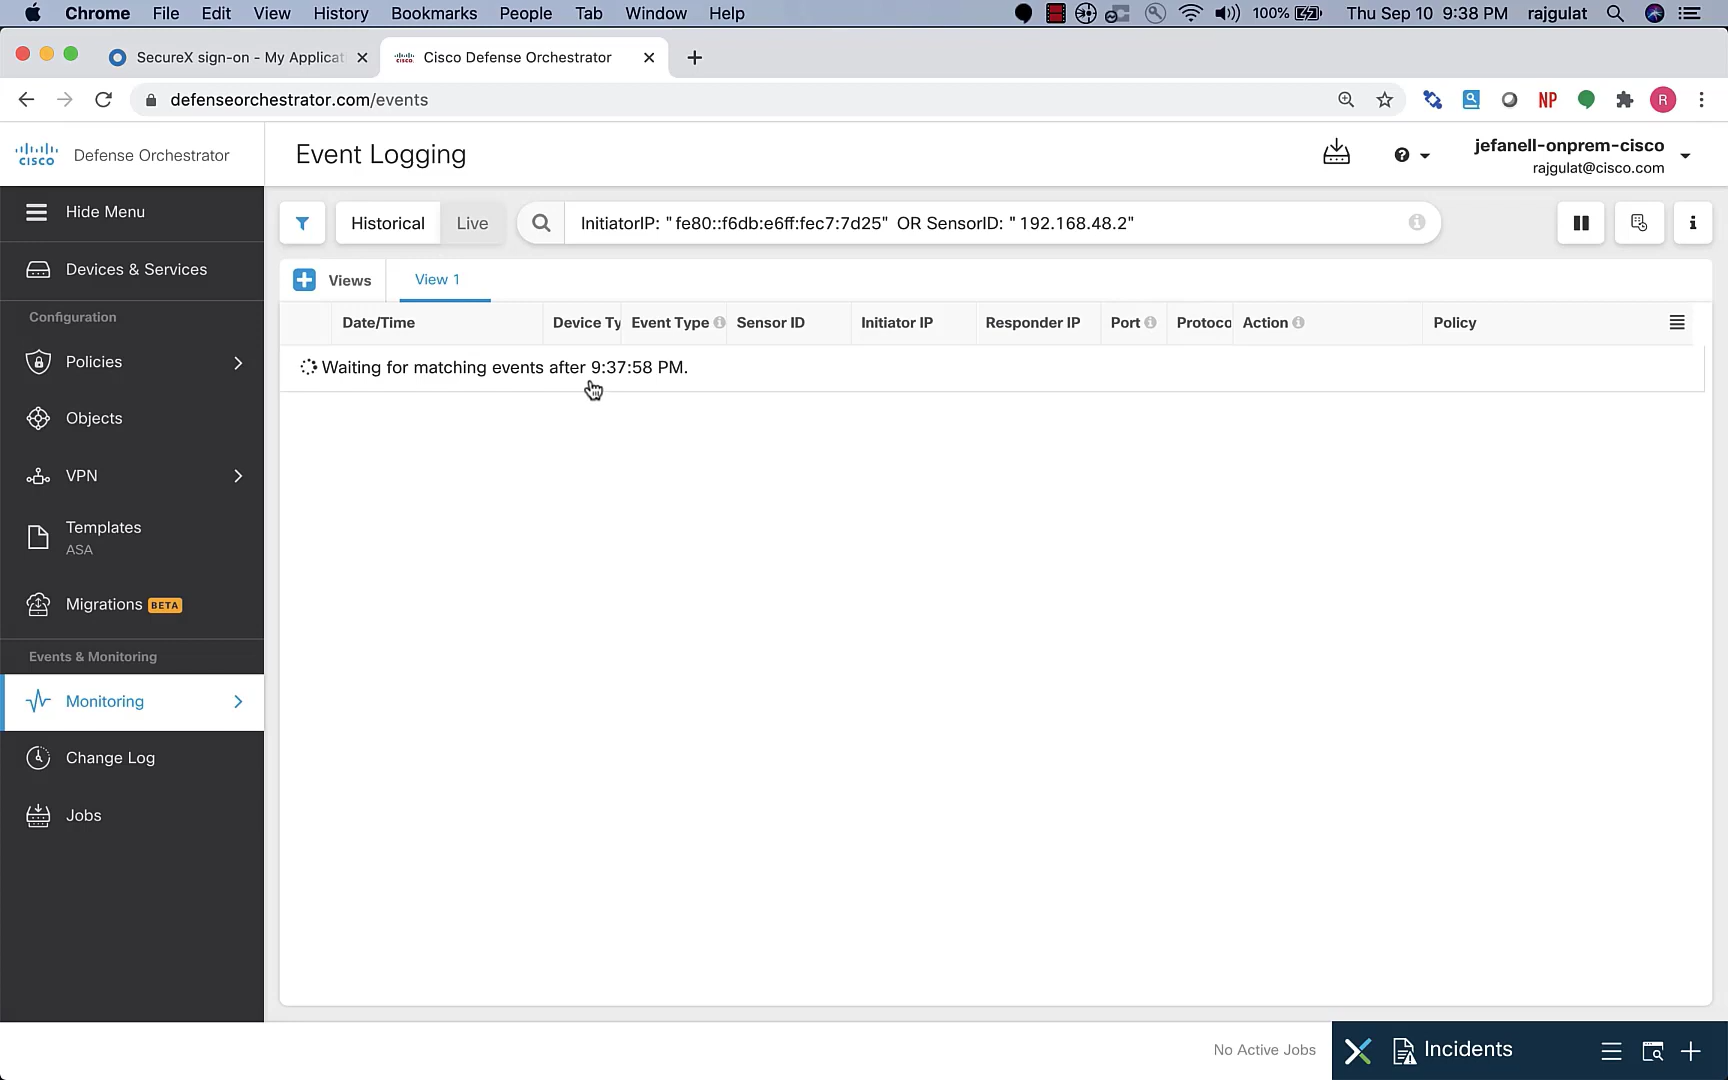 Chrome File Edit View History Bookmarks People Tab Window Help 100% Thu Sep 10 9:38 PM rajgulat
SecureX sign-on - My Applicat
Cisco Defense Orchestrator
defenseorchestrator.com/events
NP
R
CISCO Defense Orchestrator
Event Logging
?
jefanell-onprem-cisco
rajgulat@cisco.com
Hide Menu
Historical Live
InitiatorIP: " fe80::f6db:e6ff:fec7:7d25" OR SensorID: " 192.168.48.2"
Devices & Services
Views View 1
Configuration
Date/Time Device Ty Event Type Sensor ID Initiator IP Responder IP Port Protoco Action Policy
Policies
Waiting for matching events after 9:37:58 PM.
Objects
VPN
Templates
ASA
Migrations BETA
Events & Monitoring
Monitoring
Change Log
Jobs
No Active Jobs
Incidents